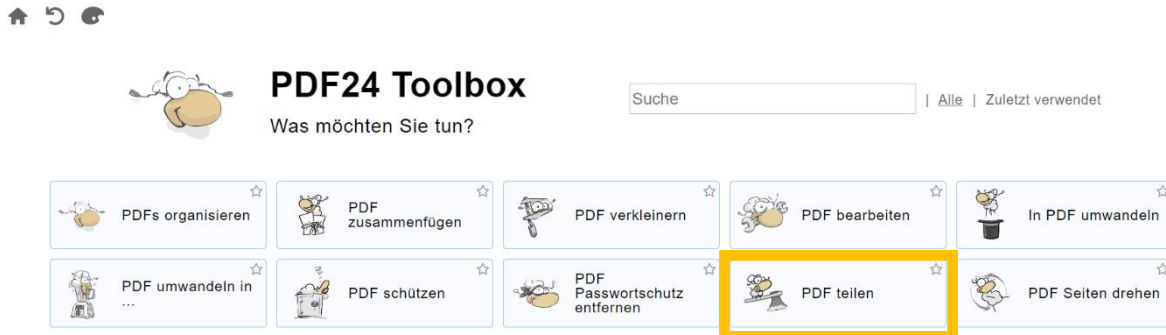 PDF24 Toolbox
Was möchten Sie tun?
Suche
| Alle | Zuletzt verwendet
PDFs organisieren
PDF
zusammenfügen
PDF verkleinern
PDF bearbeiten
In PDF umwandeln
PDF umwandeln in
...
PDF schützen
PDF
Passwortschutz
entfernen
PDF teilen
PDF Seiten drehen